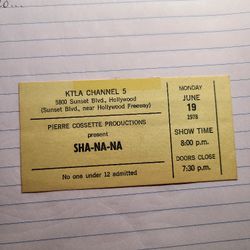 KTLA CHANNEL 5
5800 Sunset Blvd., Hollywood
(Sunset Blvd., near Hollywood Freeway)
PIERRE COSSETTE PRODUCTIONS
present
SHA-NA-NA
No one under 12 admitted
MONDAY
JUNE
19
1978
SHOW TIME
8:00 p.m.
DOORS CLOSE
7:30 p.m.